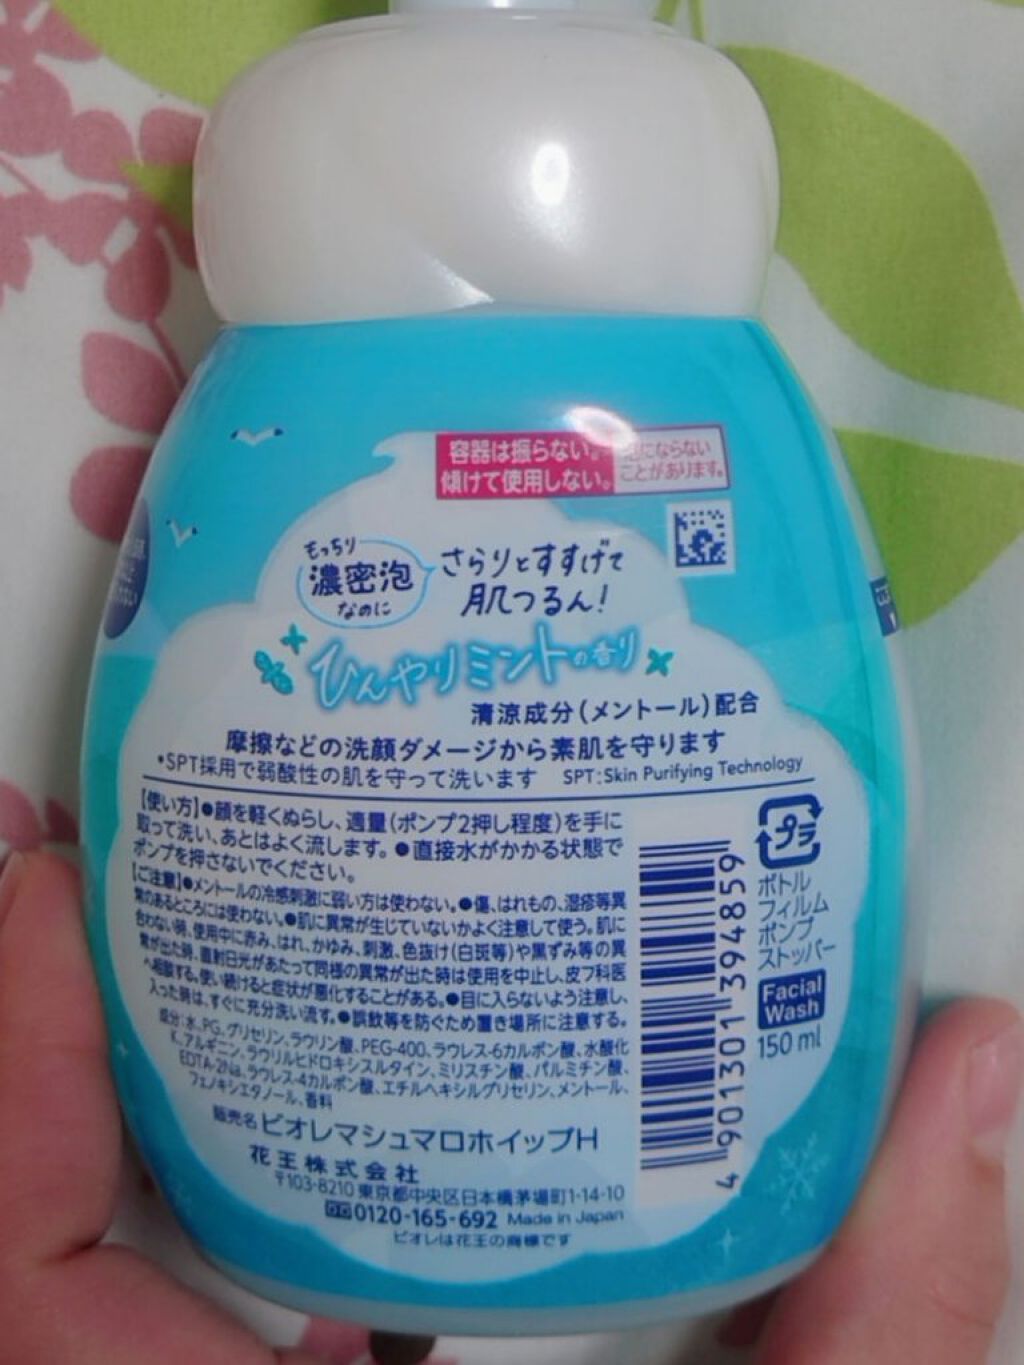 容器は振らない。
傾けて使用しない。
にならない
ことがあります。
もっちり
濃密泡
なのに
さらりとすすげて
肌つるん!
ひんやりミントの香り
清涼成分(メントール)配合
摩擦などの洗顔ダメージから素肌を守ります
*SPT採用で弱酸性の肌を守って洗います SPT:Skin Purifying Technology
【使い方】●顔を軽くぬらし、適量(ポンプ2押し程度)を手に
取って洗い、あとはよく流します。●直接水がかかる状態で
ポンプを押さないでください。
【ご注意】●メントールの冷感刺激に弱い方は使わない。●傷、はれもの、湿疹等異
常のあるところには使わない。●肌に異常が生じていないかよく注意して使う。肌に
合わない時、使用中に赤み、はれ、かゆみ、刺激、色抜け(白斑等)や黒ずみ等の異
常が出た時、直射日光があたって同様の異常が出た時は使用を中止し、皮フ科医
へ相談する。使い続けると症状が悪化することがある。●目に入らないよう注意し、
入った時は、すぐに充分洗い流す。●誤飲等を防ぐため置き場所に注意する。
成分:水、PG、グリセリン、ラウリン酸、PEG-400、ラウレス-6カルボン酸、水酸化
K、アルギニン、ラウリルヒドロキシスルタイン、ミリスチン酸、パルミチン酸、
EDTA-2Na、ラウレス-4カルボン酸、エチルヘキシルグリセリン、メントール、
フェノキシエタノール、香料
販売名 ビオレマシュマロホイップH
花王株式会社
〒103-8210 東京都中央区日本橋茅場町1-14-10
0120-165-692 Made in Japan
ビオレは花王の商標です
4 901301 394859
プラ
ボトル
フィルム
ポンプ
ストッパー
Facial
Wash
150ml